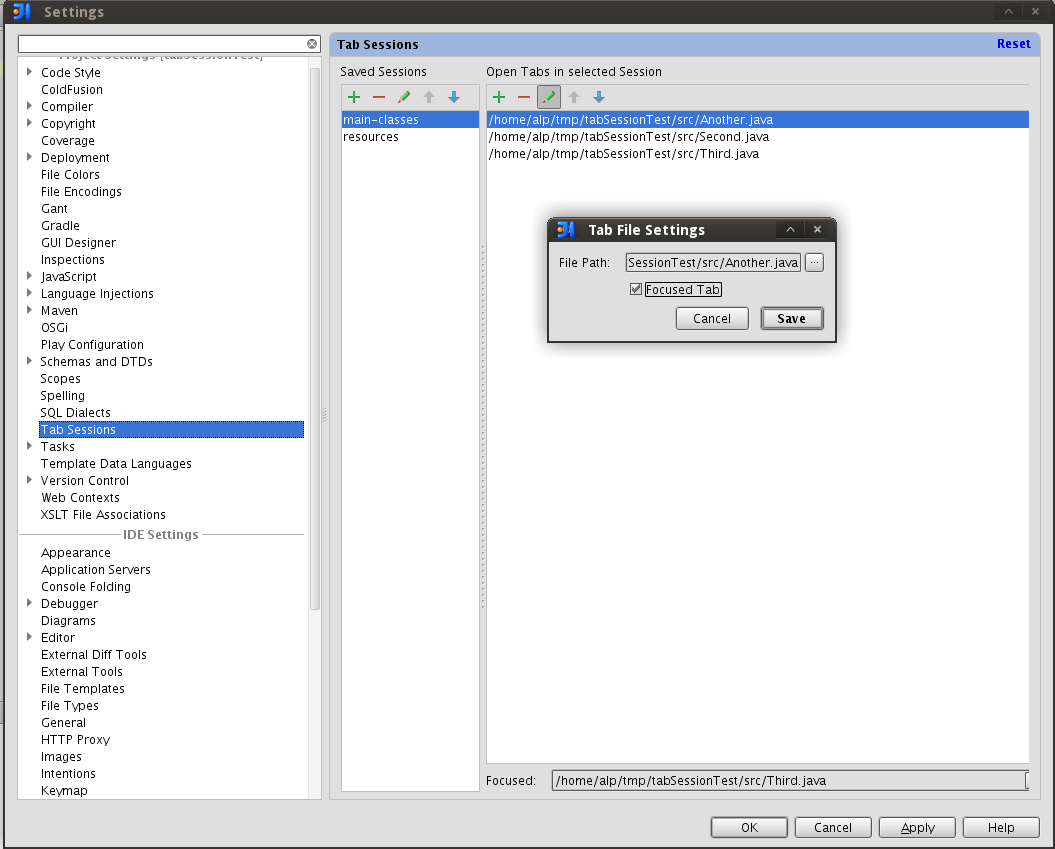 Settings
Project Settings [tabSessionTest]
Code Style
ColdFusion
Compiler
Copyright
Coverage
Deployment
File Colors
File Encodings
Gant
Gradle
GUI Designer
Inspections
JavaScript
Language Injections
Maven
OSGi
Play Configuration
Schemas and DTDs
Scopes
Spelling
SQL Dialects
Tab Sessions
Tasks
Template Data Languages
Version Control
Web Contexts
XSLT File Associations
IDE Settings
Appearance
Application Servers
Console Folding
Debugger
Diagrams
Editor
External Diff Tools
External Tools
File Templates
File Types
General
HTTP Proxy
Images
Intentions
Keymap
Tab Sessions
Reset
Saved Sessions
main-classes
resources
Open Tabs in selected Session
/home/alp/tmp/tabSessionTest/src/Another.java
/home/alp/tmp/tabSessionTest/src/Second.java
/home/alp/tmp/tabSessionTest/src/Third.java
Tab File Settings
File Path: SessionTest/src/Another.java ...
Focused Tab
Cancel Save
Focused: /home/alp/tmp/tabSessionTest/src/Third.java
OK Cancel Apply Help